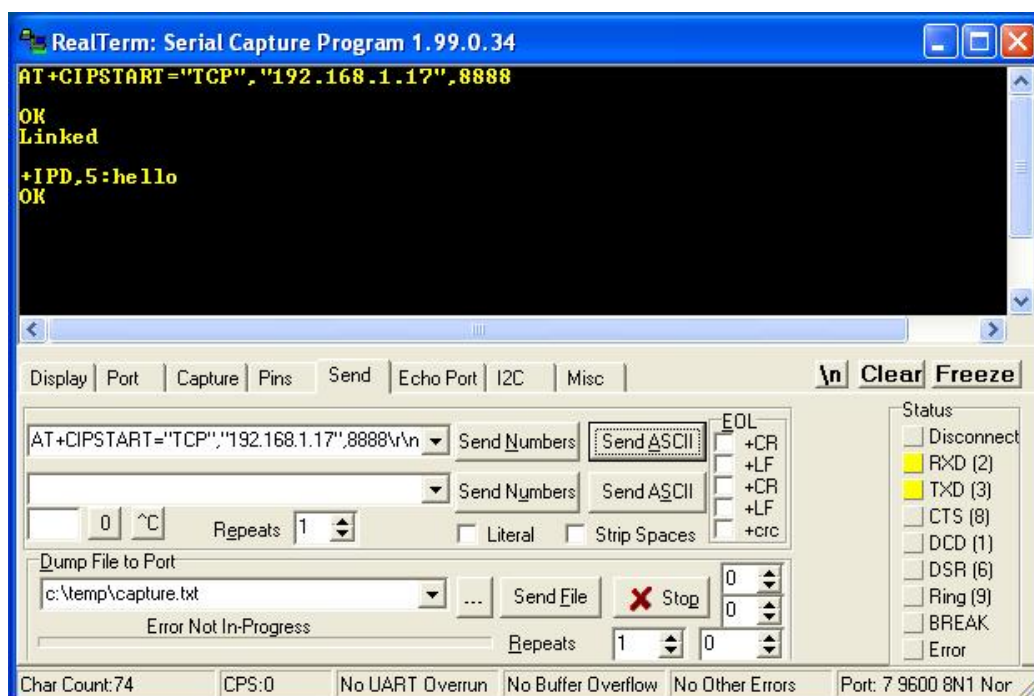 RealTerm: Serial Capture Program 1.99.0.34
AT+CIPSTART="TCP","192.168.1.17",8888
OK
Linked
+IPD,5:hello
OK
Display Port Capture Pins Send Echo Port I2C Misc \n Clear Freeze
AT+CIPSTART="TCP","192.168.1.17",8888\r\n Send Numbers Send ASCII
Send Numbers Send ASCII
EOL
+CR
+LF
+CR
+LF
+crc
0 ^C Repeats 1 Literal Strip Spaces
Dump File to Port
c:\temp\capture.txt ... Send File Stop 0
0
Error Not In-Progress
Repeats 1 0
Status
Disconnect
RXD (2)
TXD (3)
CTS (8)
DCD (1)
DSR (6)
Ring (9)
BREAK
Error
Char Count:74 CPS:0 No UART Overrun No Buffer Overflow No Other Errors Port: 7 9600 8N1 Nor